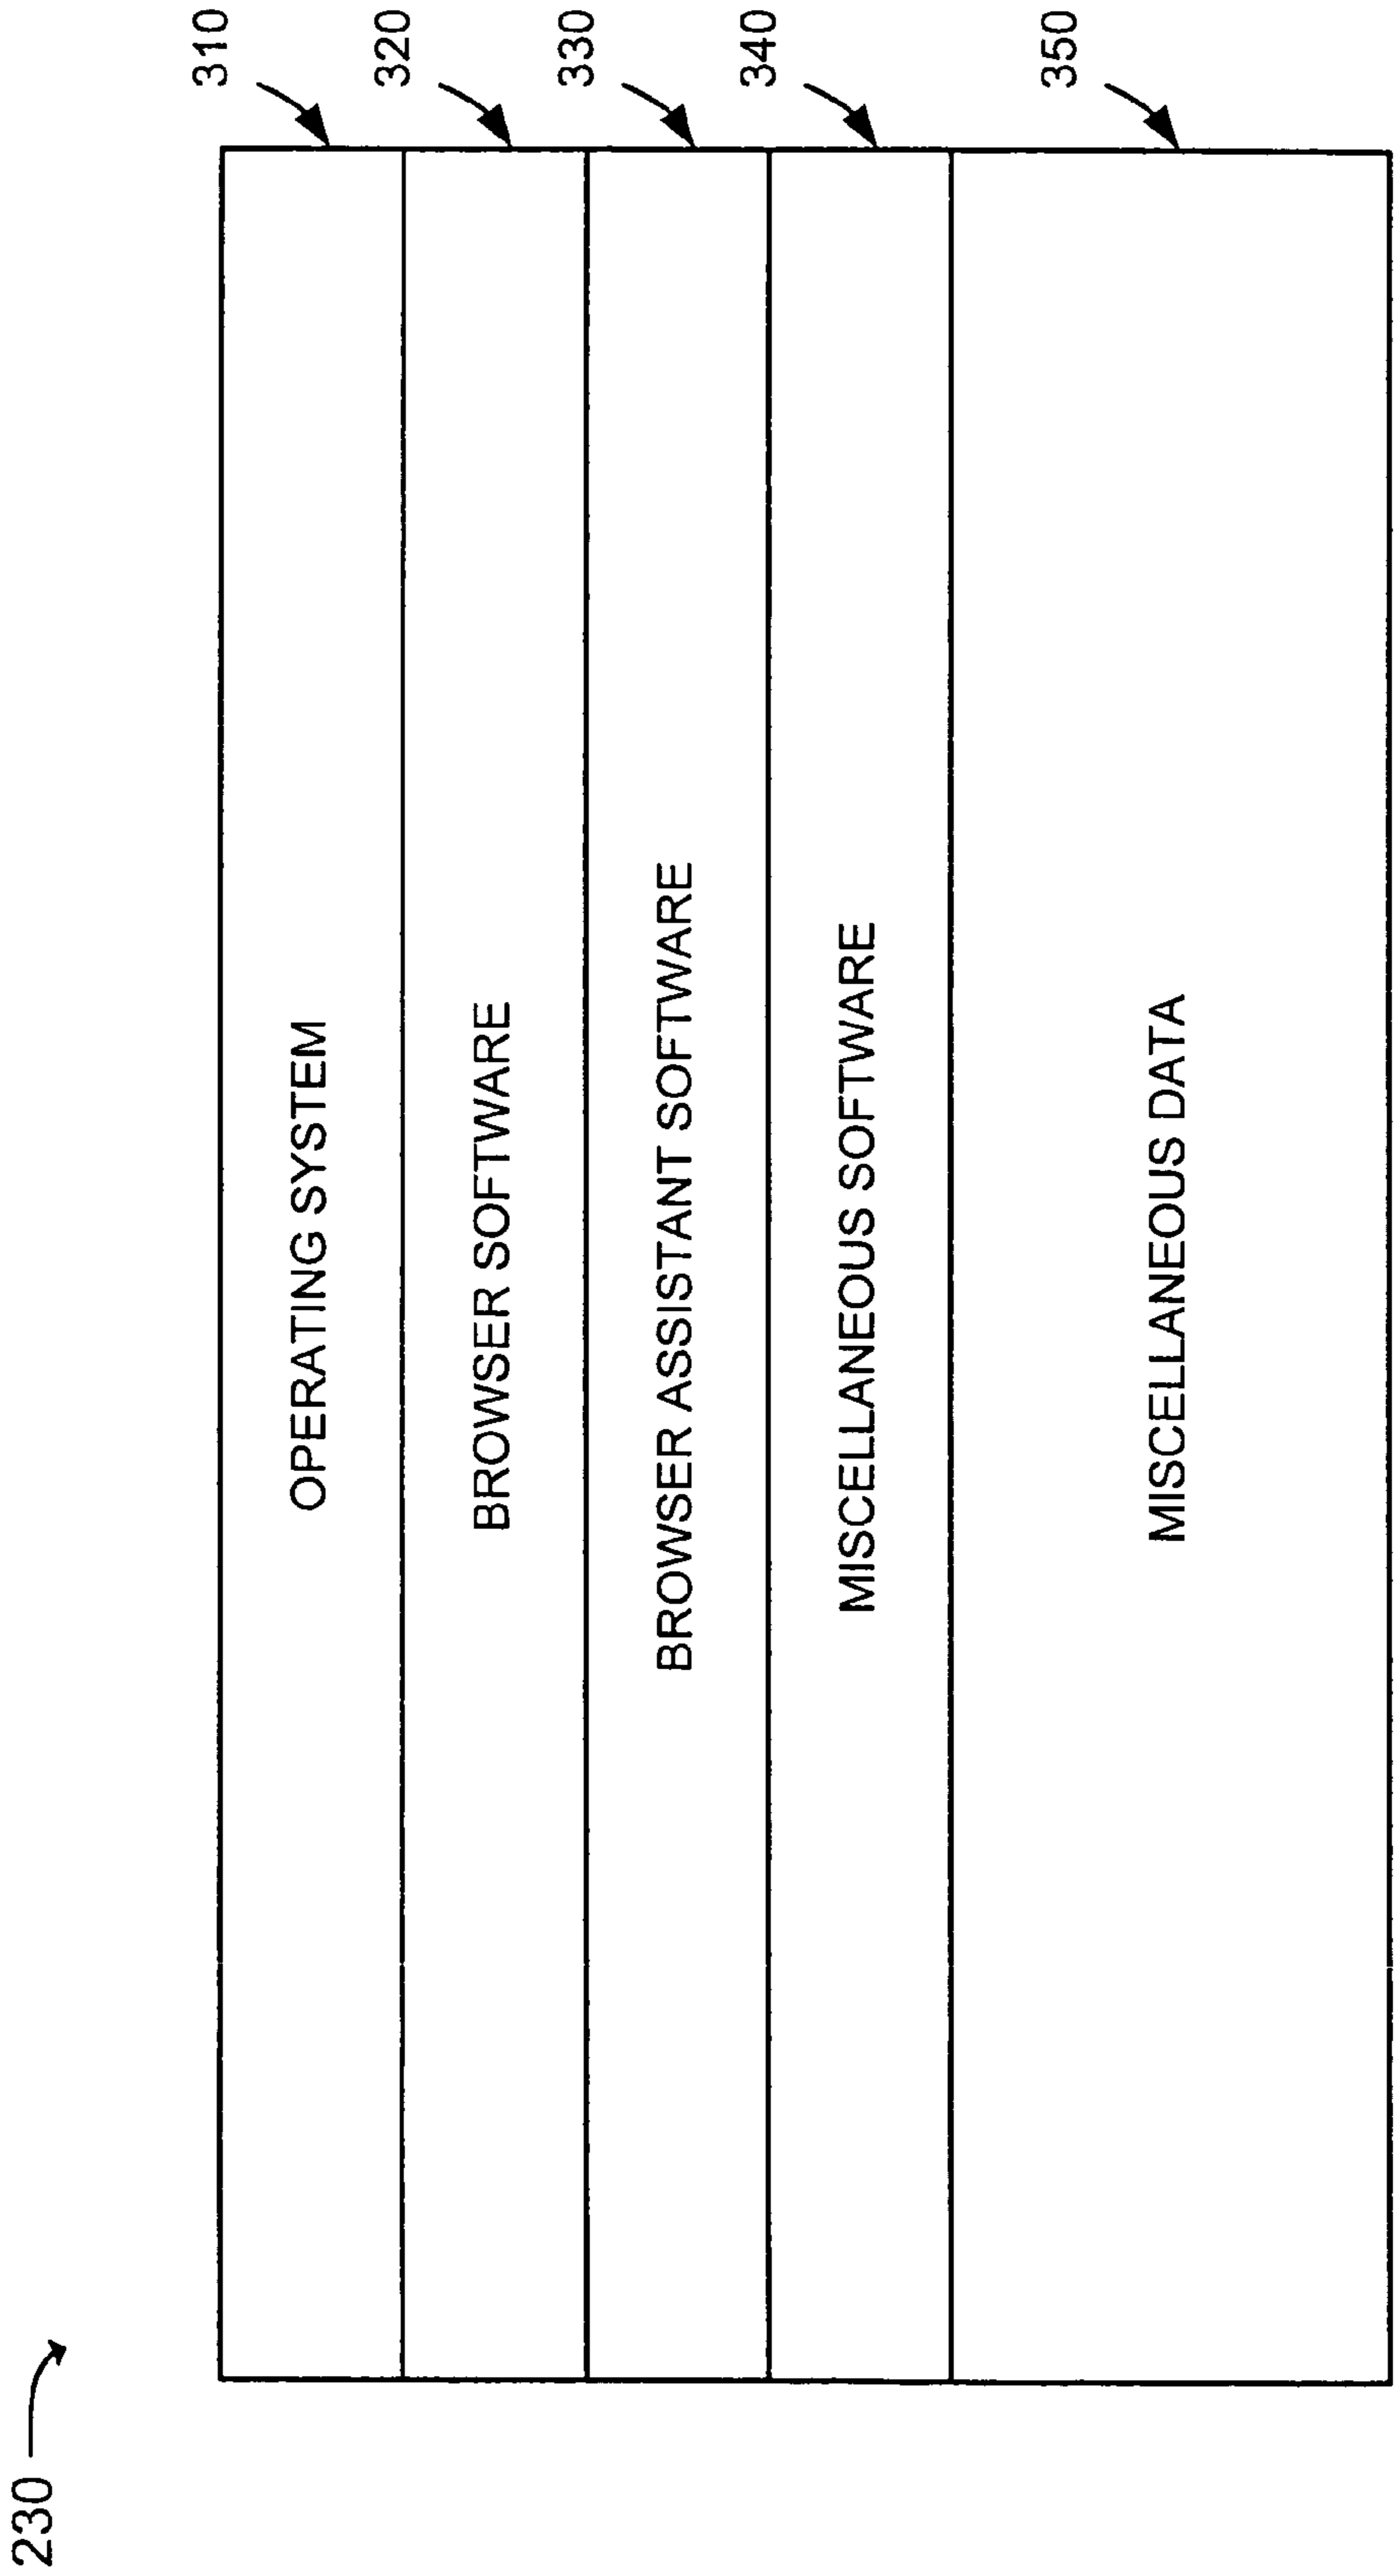 230
310
OPERATING SYSTEM
320
BROWSER SOFTWARE
330
BROWSER ASSISTANT SOFTWARE
340
MISCELLANEOUS SOFTWARE
350
MISCELLANEOUS DATA